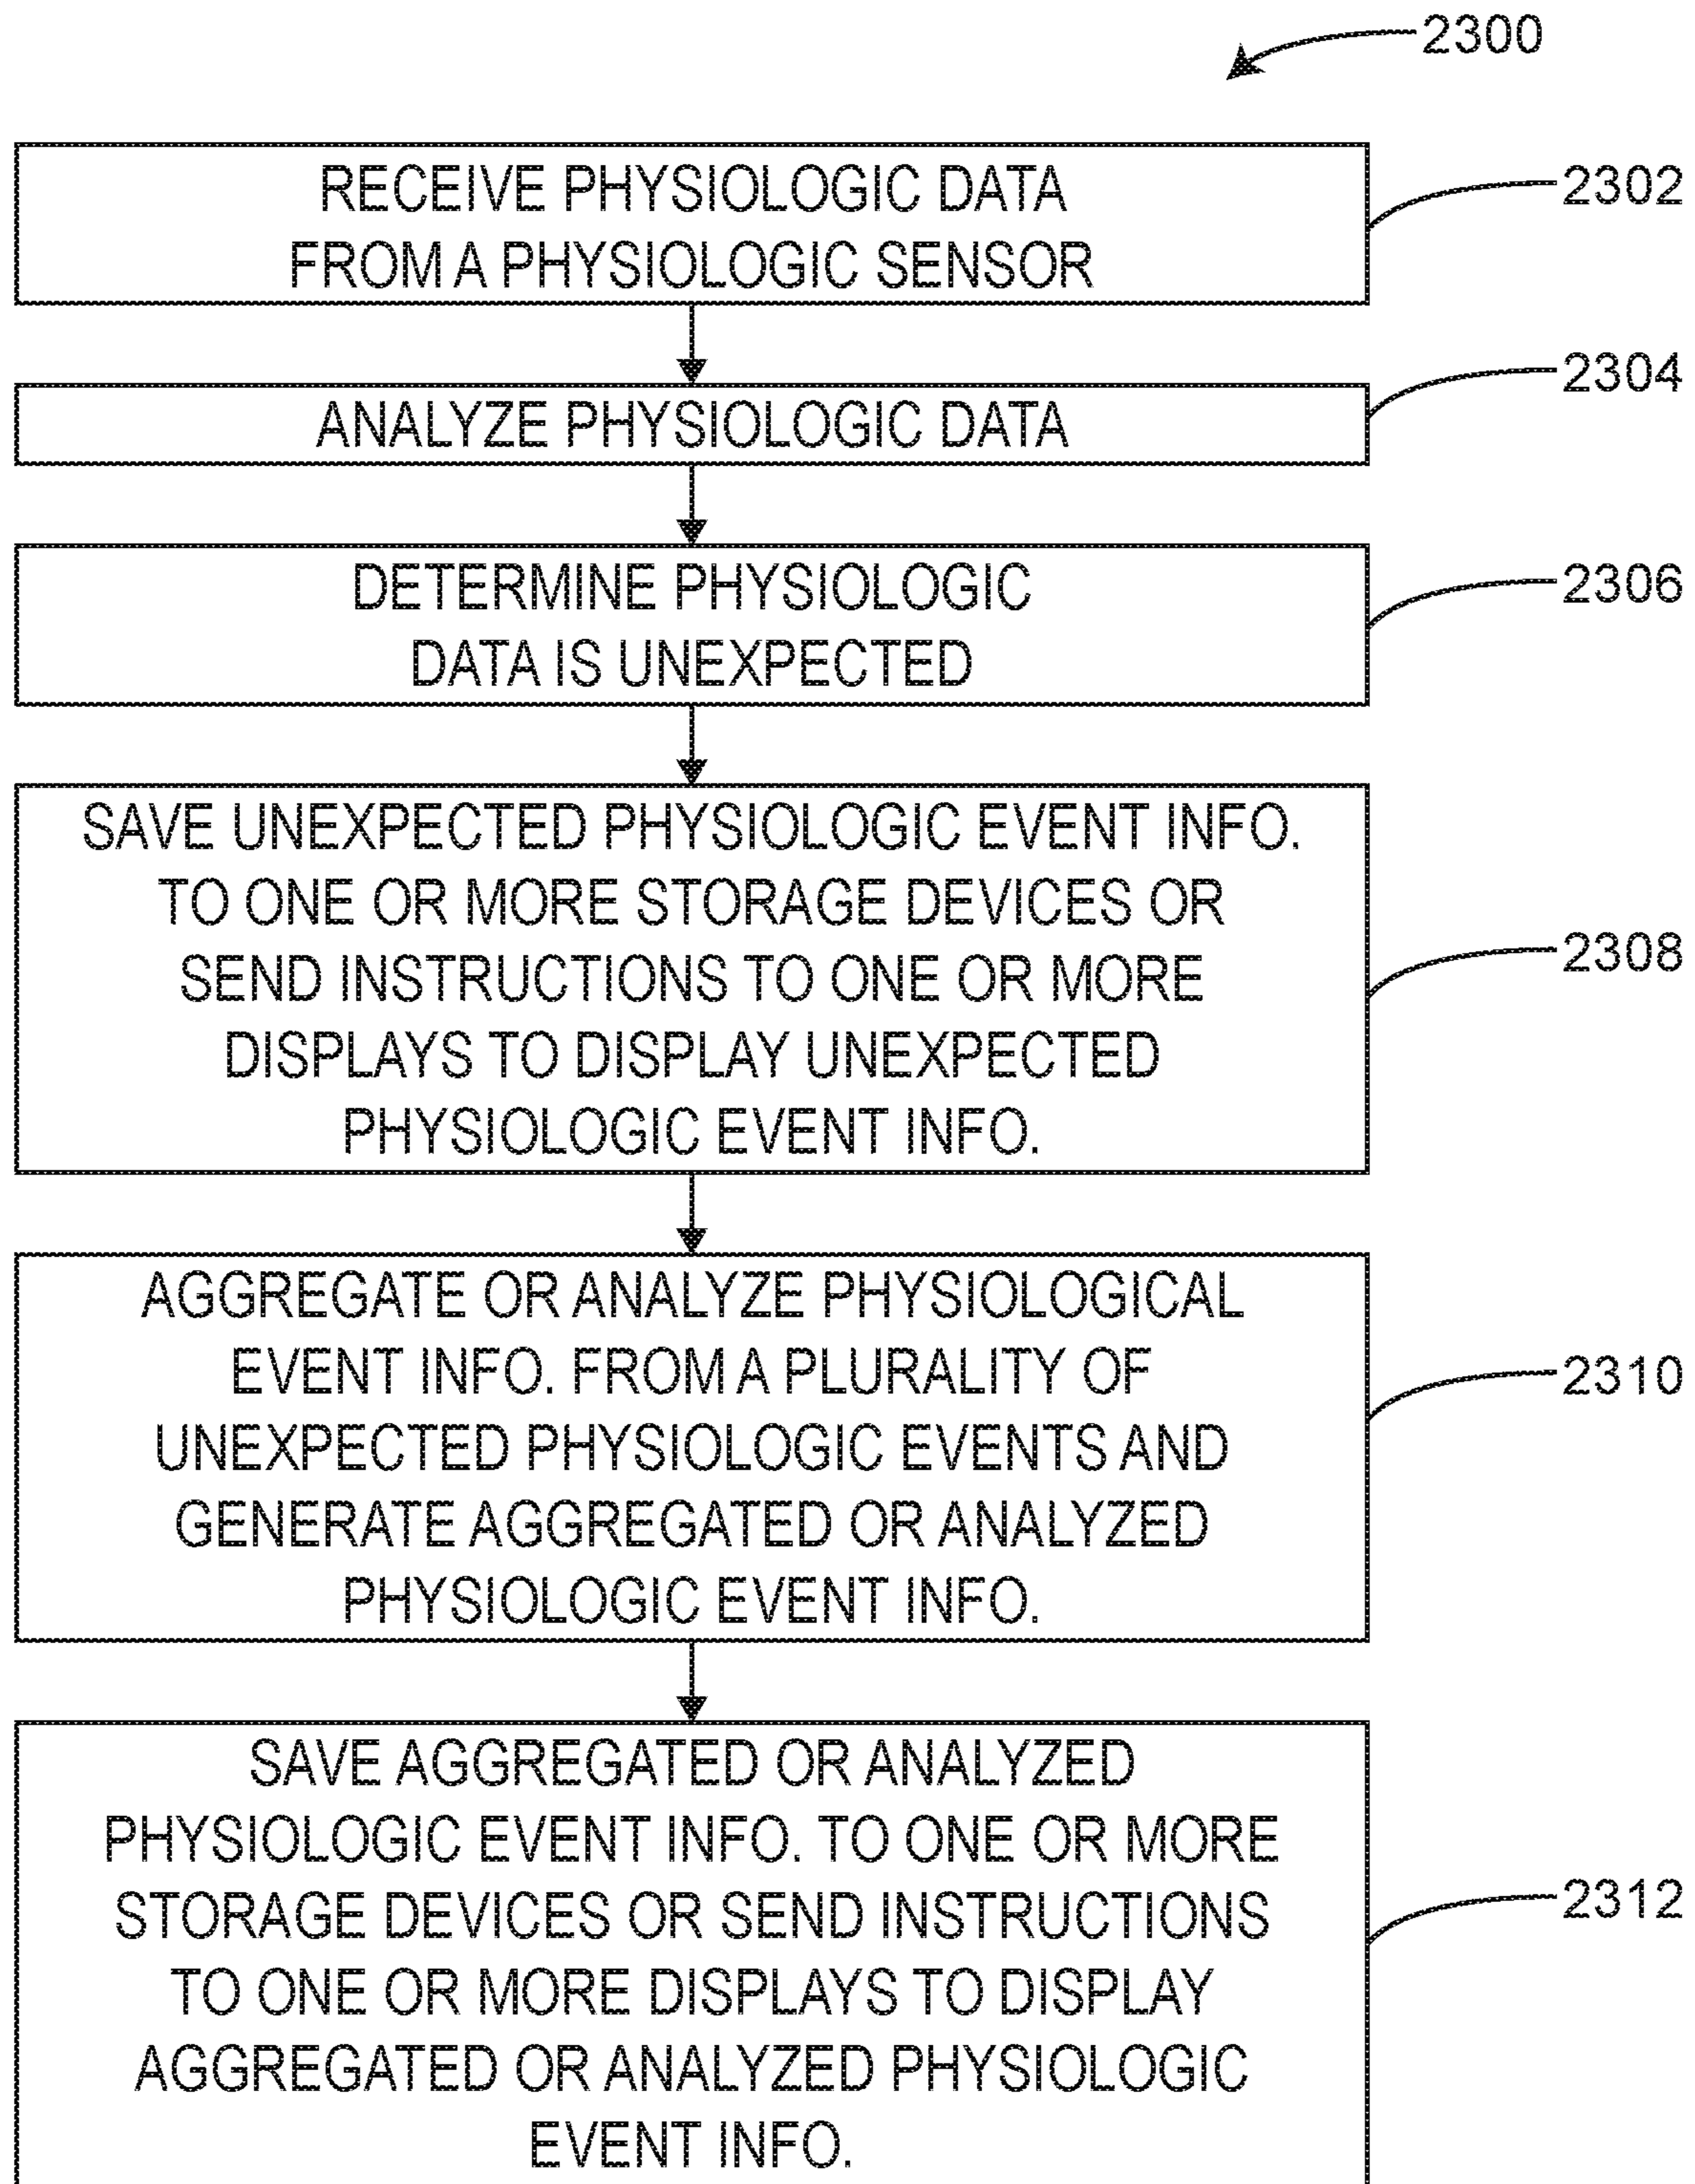 2300
RECEIVE PHYSIOLOGIC DATA
FROM A PHYSIOLOGIC SENSOR
2302
ANALYZE PHYSIOLOGIC DATA
2304
DETERMINE PHYSIOLOGIC
DATA IS UNEXPECTED
2306
SAVE UNEXPECTED PHYSIOLOGIC EVENT INFO.
TO ONE OR MORE STORAGE DEVICES OR
SEND INSTRUCTIONS TO ONE OR MORE
DISPLAYS TO DISPLAY UNEXPECTED
PHYSIOLOGIC EVENT INFO.
2308
AGGREGATE OR ANALYZE PHYSIOLOGICAL
EVENT INFO. FROM A PLURALITY OF
UNEXPECTED PHYSIOLOGIC EVENTS AND
GENERATE AGGREGATED OR ANALYZED
PHYSIOLOGIC EVENT INFO.
2310
SAVE AGGREGATED OR ANALYZED
PHYSIOLOGIC EVENT INFO. TO ONE OR MORE
STORAGE DEVICES OR SEND INSTRUCTIONS
TO ONE OR MORE DISPLAYS TO DISPLAY
AGGREGATED OR ANALYZED PHYSIOLOGIC
EVENT INFO.
2312